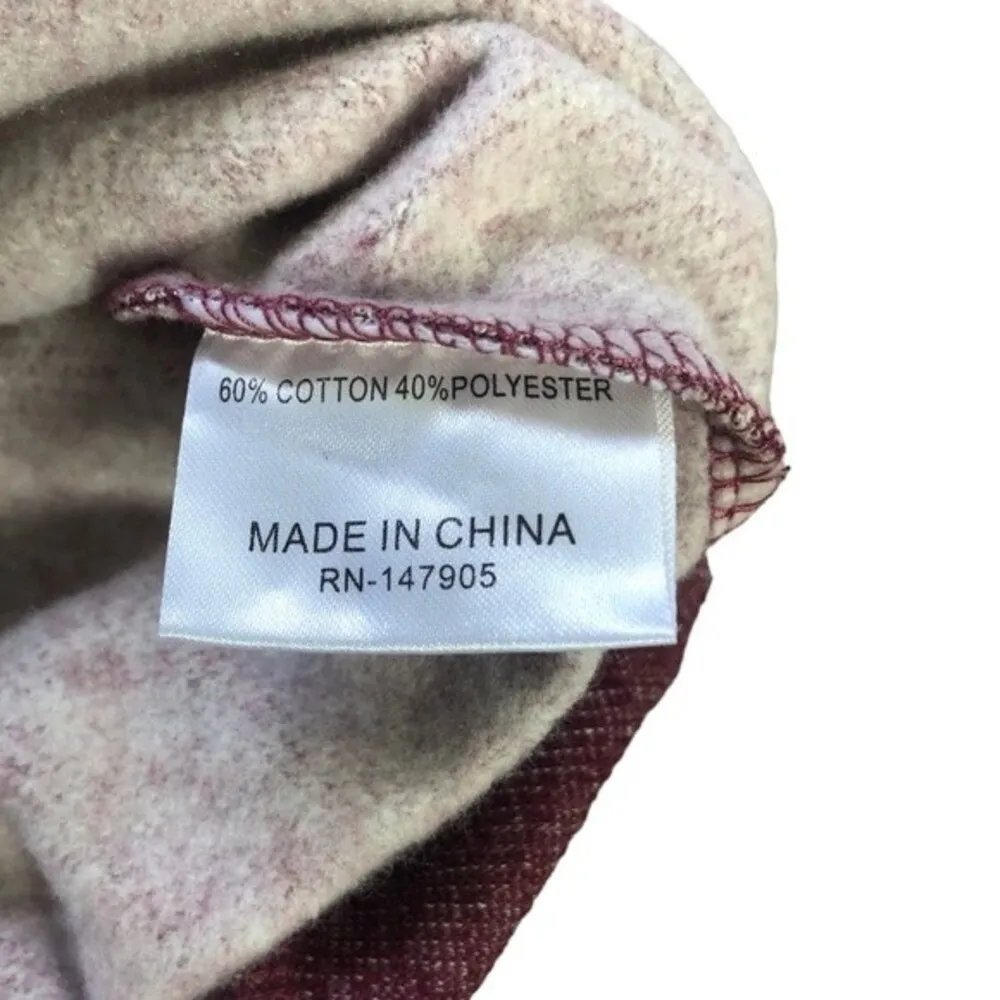 60% COTTON 40%POLYESTER
MADE IN CHINA
RN-147905